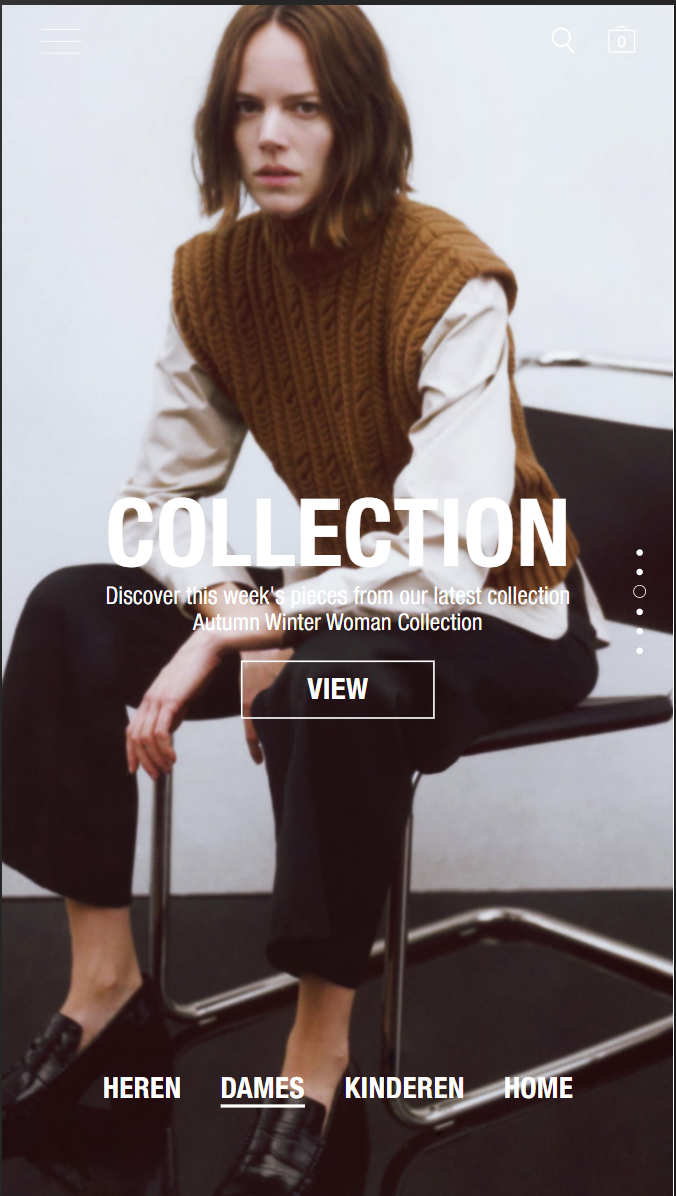 0
COLLECTION
Discover this week's pieces from our latest collection
Autumn Winter Woman Collection
VIEW
HEREN DAMES KINDEREN HOME